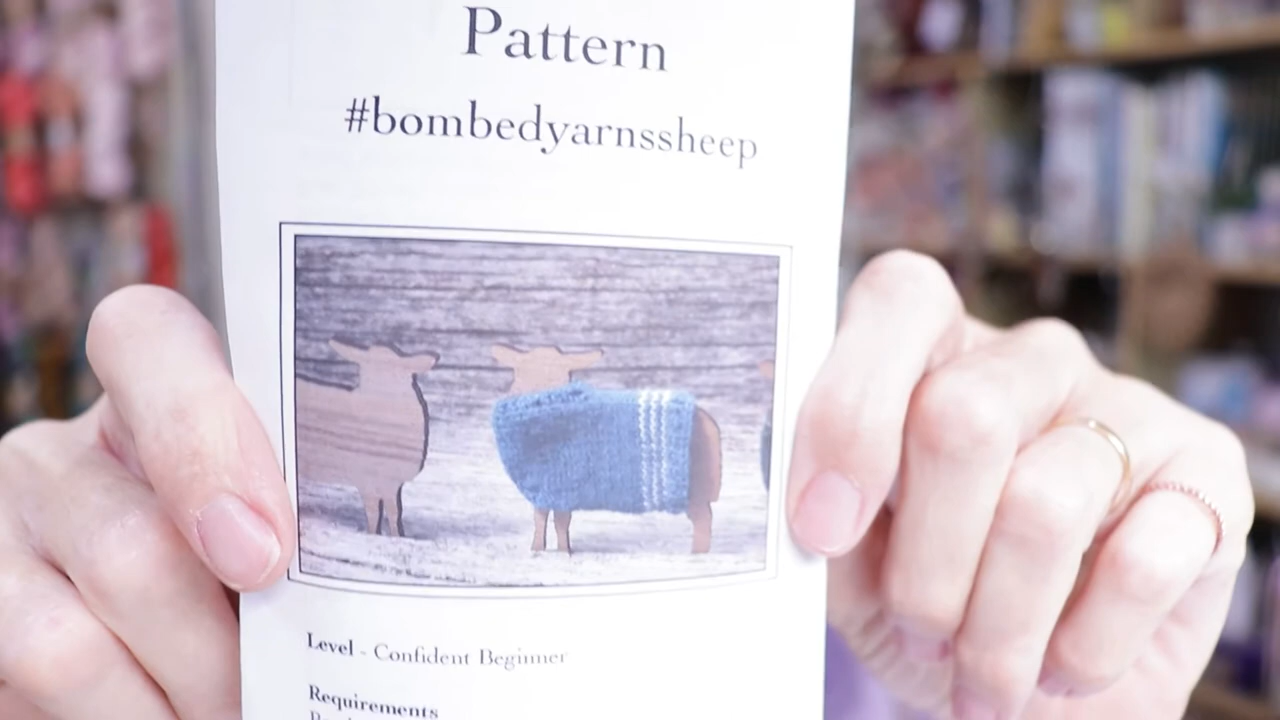 Pattern
#bombedyarnssheep
Level - Confident Beginner
Requirements